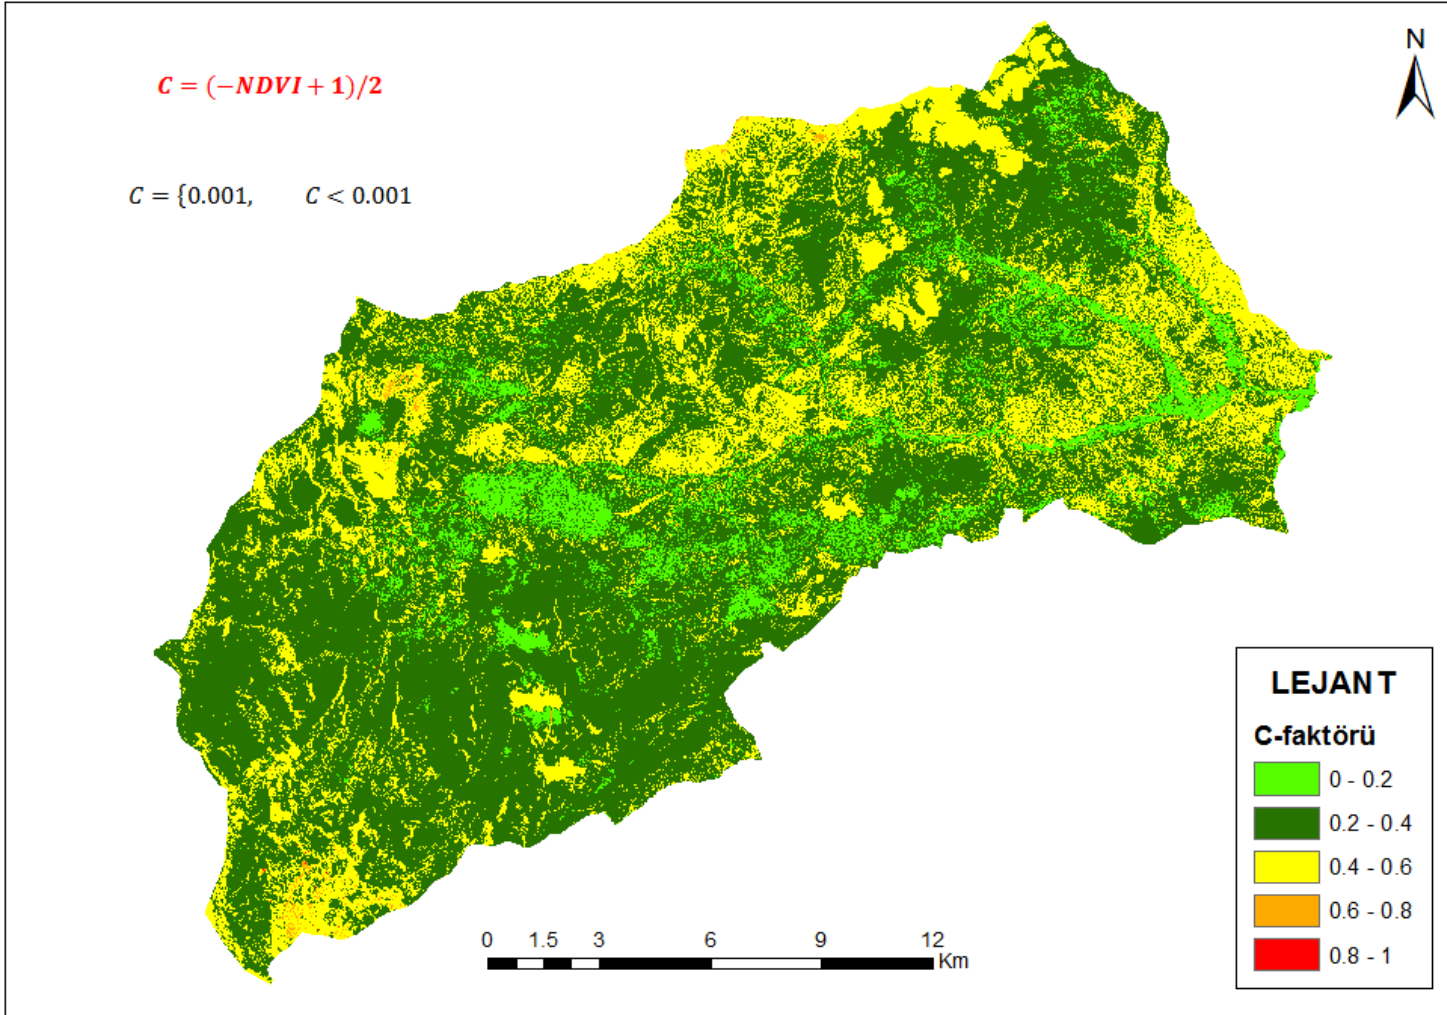 C = (−NDVI + 1)/2
C = {0.001, C < 0.001
N
LEJANT
C-faktörü
0 - 0.2
0.2 - 0.4
0.4 - 0.6
0.6 - 0.8
0.8 - 1
0 1.5 3 6 9 12
Km